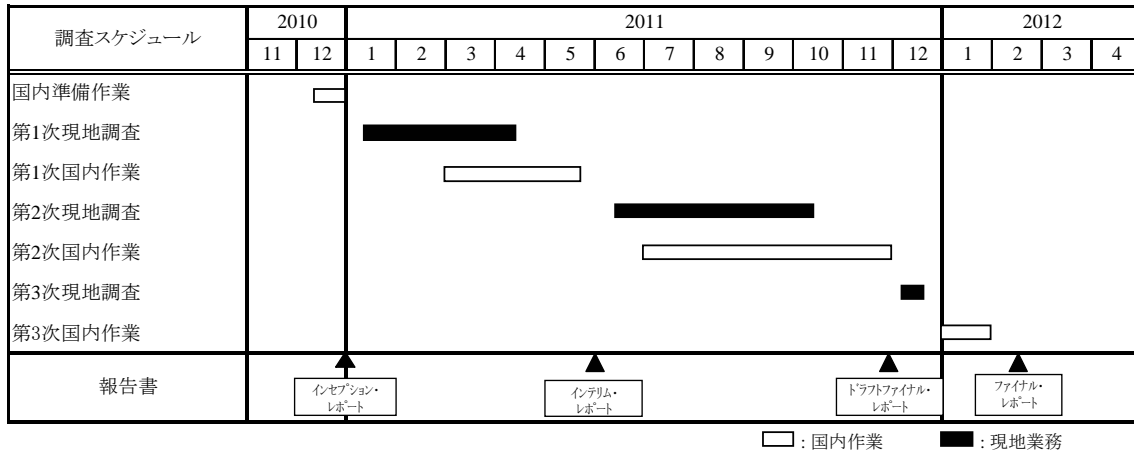 調査スケジュール
2010 2011 2012
11 12 1 2 3 4 5 6 7 8 9 10 11 12 1 2 3 4
国内準備作業
第1次現地調査
第1次国内作業
第2次現地調査
第2次国内作業
第3次現地調査
第3次国内作業
報告書
インセプション・
レポート
インテリム・
レポート
ドラフトファイナル・
レポート
ファイナル・
レポート
: 国内作業 : 現地業務